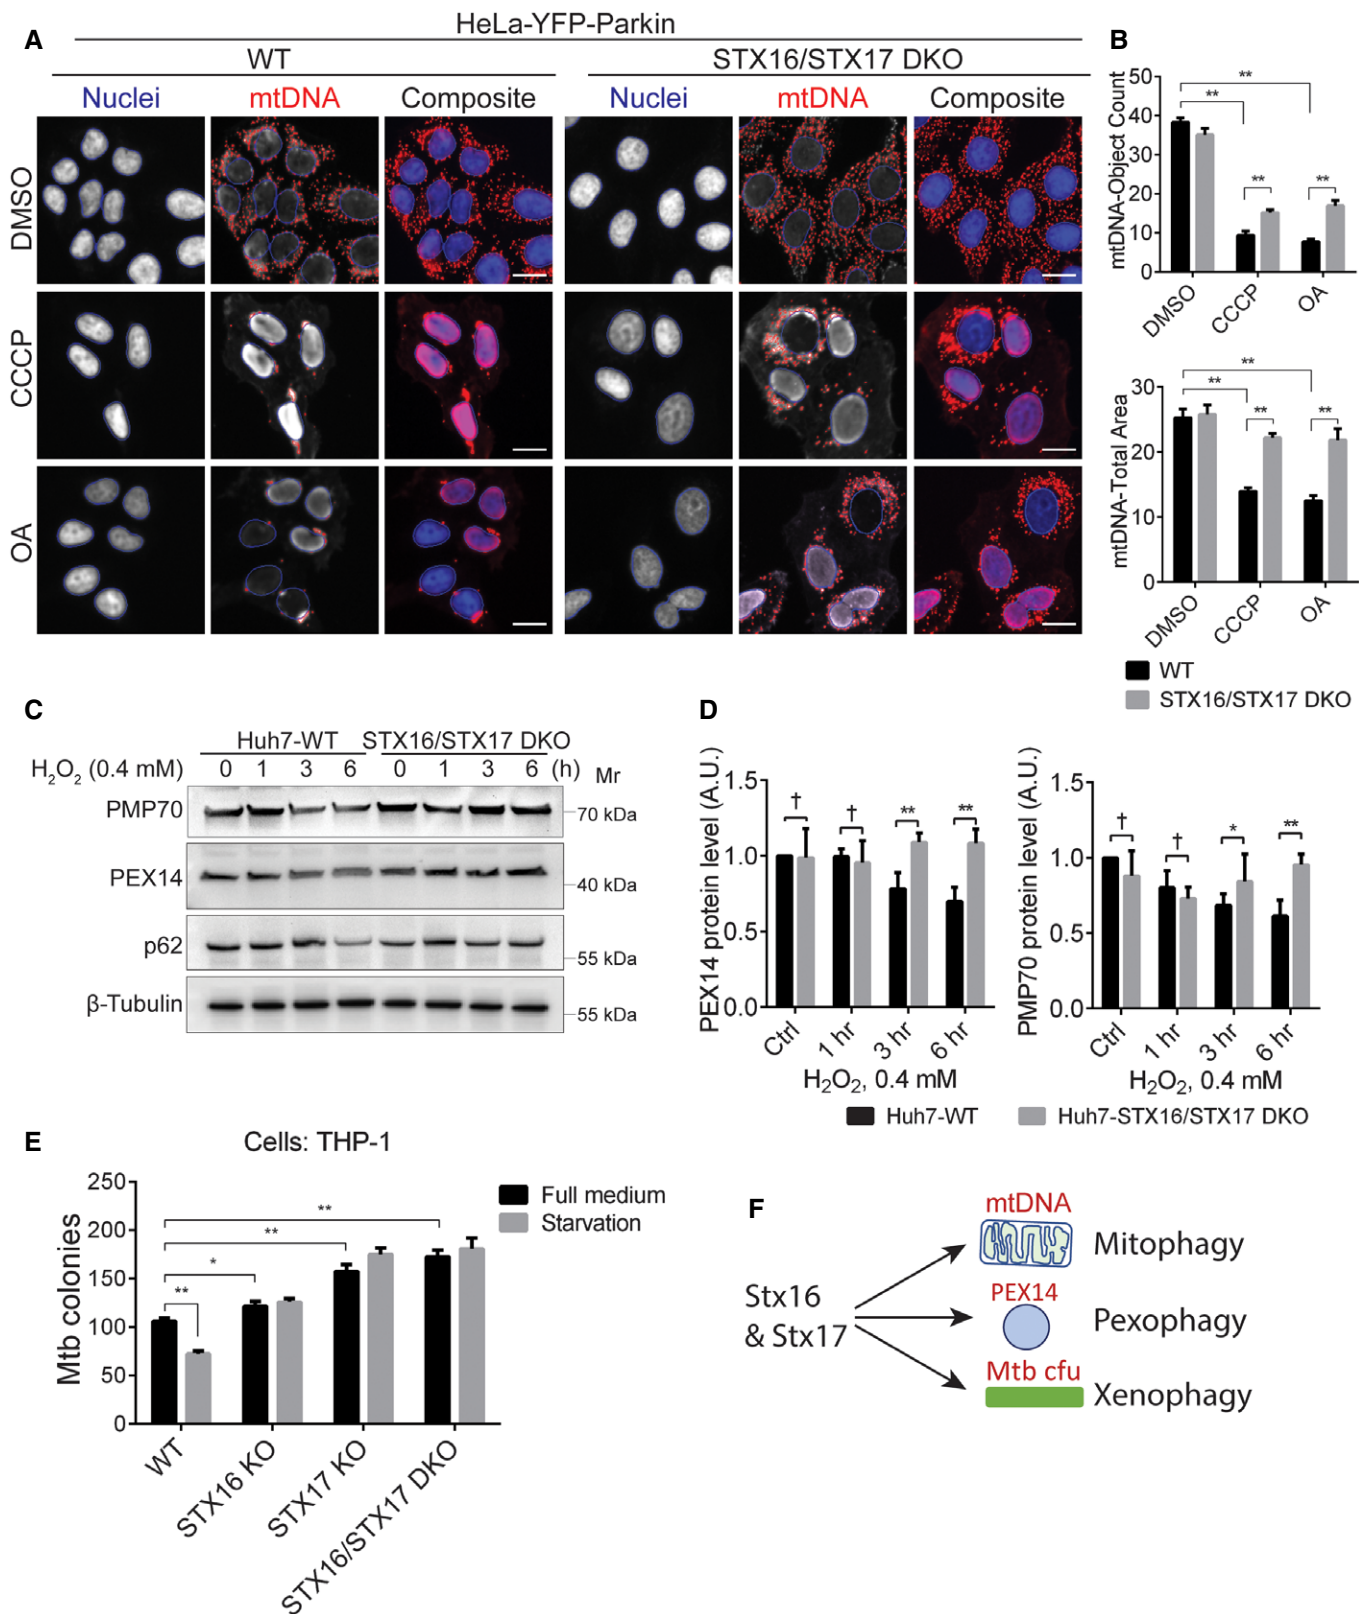 A
HeLa-YFP-Parkin
WT
STX16/STX17 DKO
Nuclei
mtDNA
Composite
Nuclei
mtDNA
Composite
DMSO
CCCP
OA
B
mtDNA-Object Count
50
40
30
20
10
0
**
**
**
**
DMSO
CCCP
OA
mtDNA-Total Area
30
20
10
0
**
**
**
**
DMSO
CCCP
OA
WT
STX16/STX17 DKO
C
Huh7-WT
STX16/STX17 DKO
H2O2 (0.4 mM)
0 1 3 6 0 1 3 6 (h) Mr
PMP70
70 kDa
PEX14
40 kDa
p62
55 kDa
β-Tubulin
55 kDa
D
PEX14 protein level (A.U.)
1.5
1.0
0.5
0.0
† † ** **
Ctrl
1 hr
3 hr
6 hr
H2O2, 0.4 mM
PMP70 protein level (A.U.)
1.5
1.0
0.5
0.0
† † * **
Ctrl
1 hr
3 hr
6 hr
H2O2, 0.4 mM
Huh7-WT
Huh7-STX16/STX17 DKO
E
Cells: THP-1
Mtb colonies
250
200
150
100
50
0
**
**
*
**
Full medium
Starvation
WT
STX16 KO
STX17 KO
STX16/STX17 DKO
F
Stx16
& Stx17
mtDNA
Mitophagy
PEX14
Pexophagy
Mtb cfu
Xenophagy